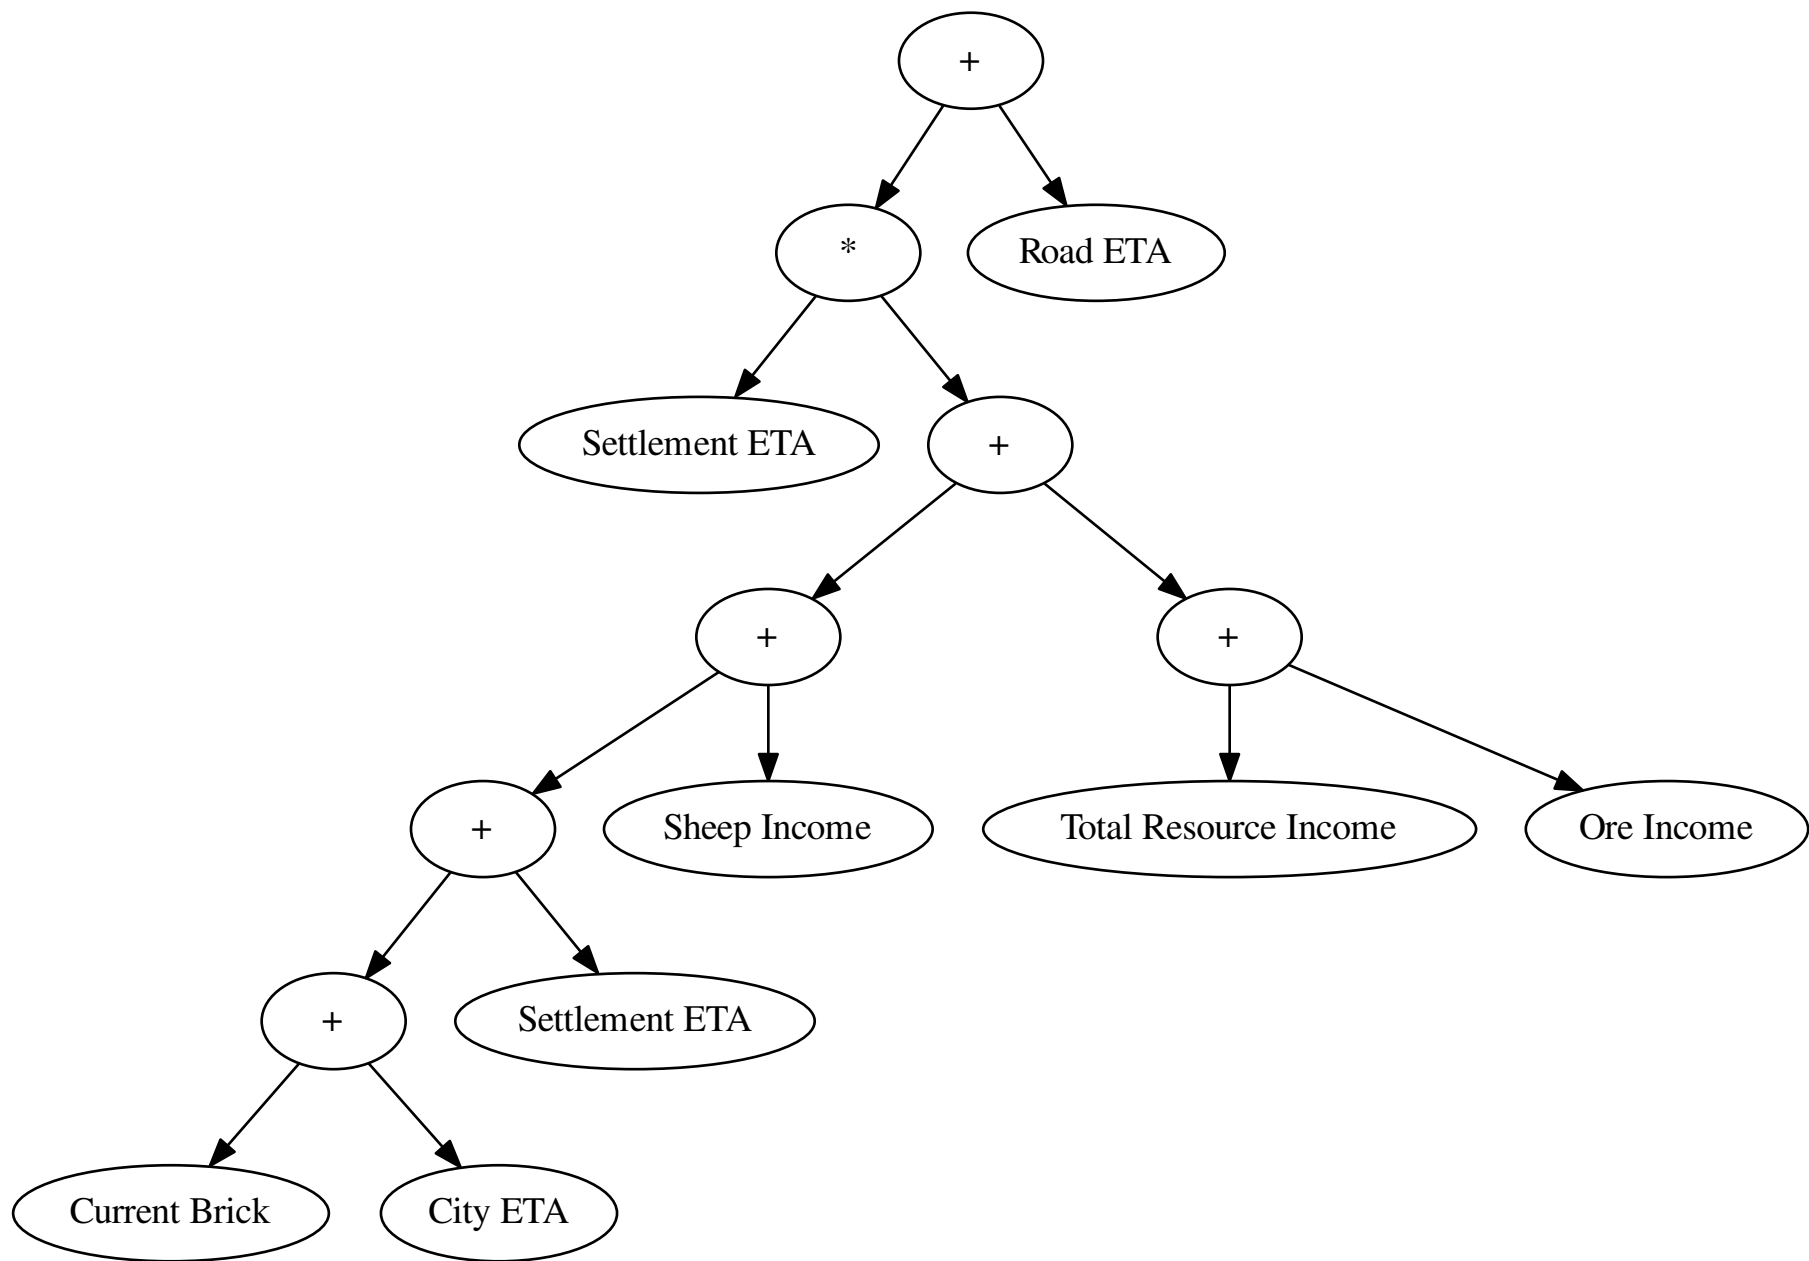 +
*
Road ETA
Settlement ETA
+
+
+
+
Sheep Income
Total Resource Income
Ore Income
+
Settlement ETA
Current Brick
City ETA